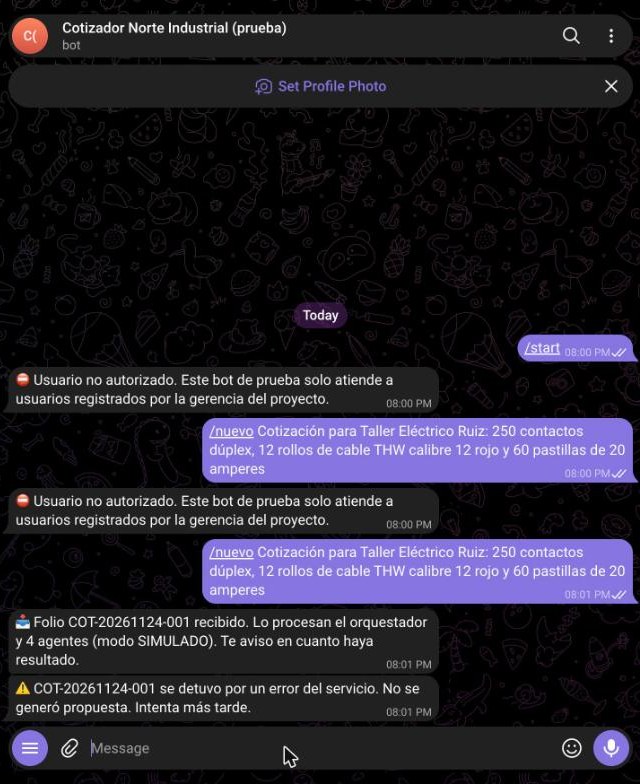 C(
Cotizador Norte Industrial (prueba)
bot
Set Profile Photo
Today
/start 08:00 PM
⛔ Usuario no autorizado. Este bot de prueba solo atiende a
usuarios registrados por la gerencia del proyecto.
08:00 PM
/nuevo Cotización para Taller Eléctrico Ruiz: 250 contactos
dúplex, 12 rollos de cable THW calibre 12 rojo y 60 pastillas de 20
amperes
08:00 PM
⛔ Usuario no autorizado. Este bot de prueba solo atiende a
usuarios registrados por la gerencia del proyecto.
08:00 PM
/nuevo Cotización para Taller Eléctrico Ruiz: 250 contactos
dúplex, 12 rollos de cable THW calibre 12 rojo y 60 pastillas de 20
amperes
08:01 PM
📥 Folio COT-20261124-001 recibido. Lo procesan el orquestador
y 4 agentes (modo SIMULADO). Te aviso en cuanto haya
resultado.
08:01 PM
⚠️ COT-20261124-001 se detuvo por un error del servicio. No se
generó propuesta. Intenta más tarde.
08:01 PM
Message